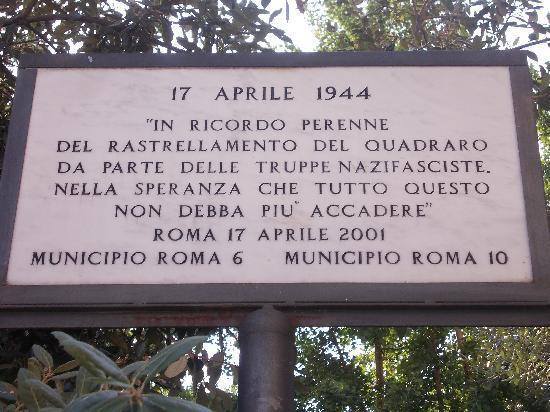 17 APRILE 1944
"IN RICORDO PERENNE
DEL RASTRELLAMENTO DEL QUADRARO
DA PARTE DELLE TRUPPE NAZIFASCISTE.
NELLA SPERANZA CHE TUTTO QUESTO
NON DEBBA PIU' ACCADERE"
ROMA 17 APRILE 2001
MUNICIPIO ROMA 6 MUNICIPIO ROMA 10